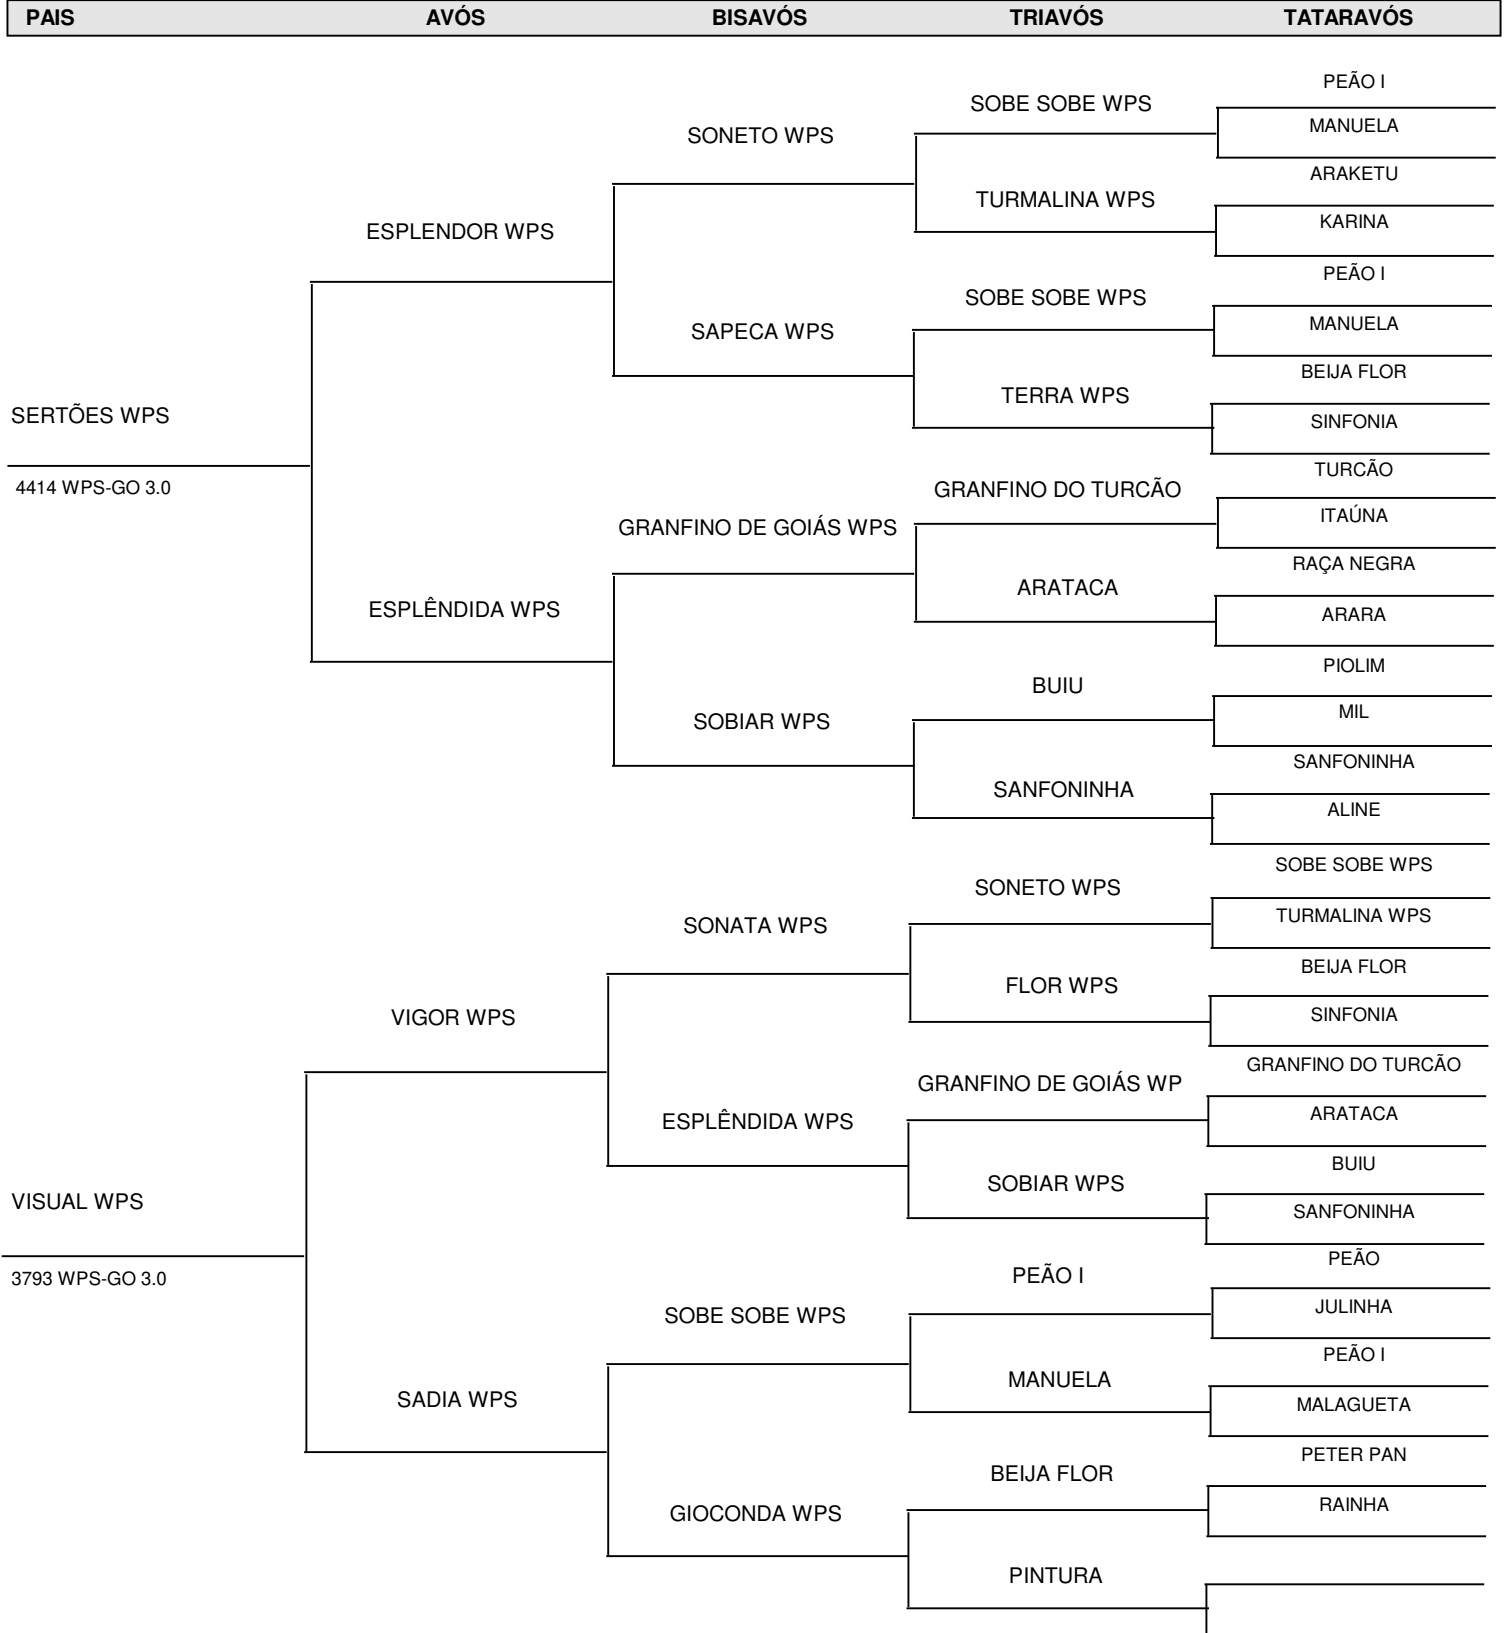 PAIS AVÓS BISAVÓS TRIAVÓS TATARAVÓS
PEÃO I
SOBE SOBE WPS
MANUELA
SONETO WPS
ARAKETU
TURMALINA WPS
KARINA
ESPLENDOR WPS
PEÃO I
SOBE SOBE WPS
MANUELA
SAPECA WPS
BEIJA FLOR
TERRA WPS
SINFONIA
SERTÕES WPS
4414 WPS-GO 3.0
TURCÃO
GRANFINO DO TURCÃO
ITAÚNA
GRANFINO DE GOIÁS WPS
RAÇA NEGRA
ARATACA
ARARA
ESPLÊNDIDA WPS
PIOLIM
BUIU
MIL
SOBIAR WPS
SANFONINHA
SANFONINHA
ALINE
SOBE SOBE WPS
SONETO WPS
TURMALINA WPS
SONATA WPS
BEIJA FLOR
FLOR WPS
SINFONIA
VIGOR WPS
GRANFINO DO TURCÃO
GRANFINO DE GOIÁS WP
ARATACA
ESPLÊNDIDA WPS
BUIU
SOBIAR WPS
SANFONINHA
VISUAL WPS
3793 WPS-GO 3.0
PEÃO
PEÃO I
JULINHA
SOBE SOBE WPS
PEÃO I
MANUELA
MALAGUETA
SADIA WPS
PETER PAN
BEIJA FLOR
RAINHA
GIOCONDA WPS
PINTURA